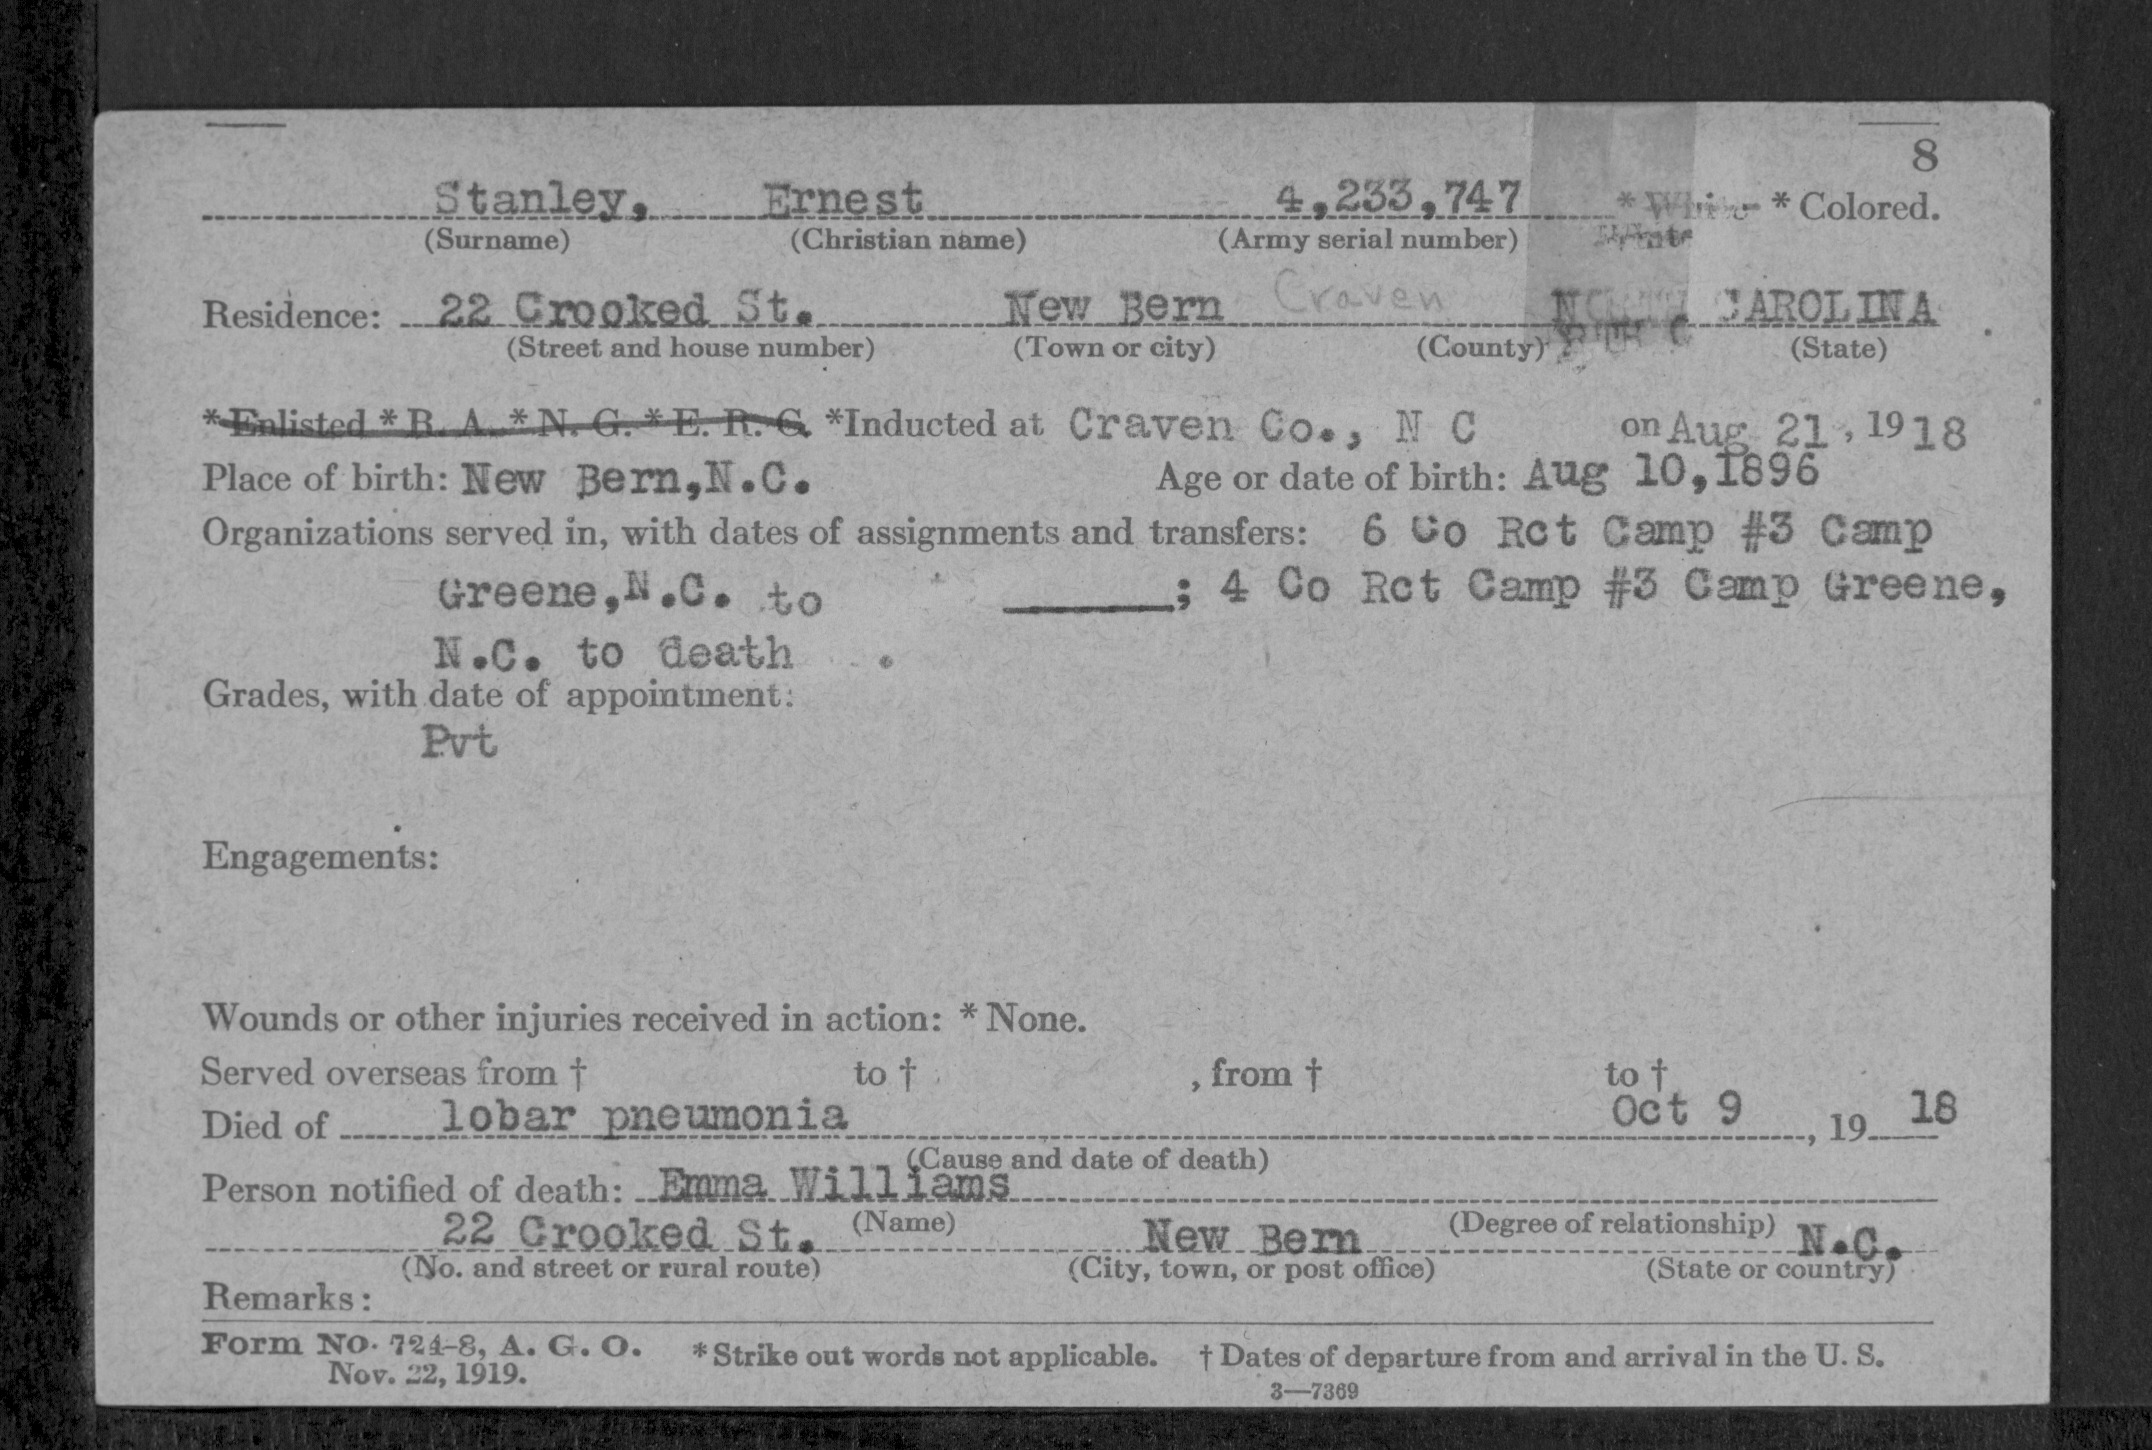 8
Stanley, Ernest 4,233,747 * White * Colored.
(Surname) (Christian name) (Army serial number)
Residence: 22 Crooked St. New Bern Craven NORTH CAROLINA
(Street and house number) (Town or city) (County) (State)
* Enlisted * R. A. * N. G. * E. R. C. *Inducted at Craven Co., N C on Aug 21, 1918
Place of birth: New Bern,N.C. Age or date of birth: Aug 10,1896
Organizations served in, with dates of assignments and transfers: 6 Co Rct Camp #3 Camp
Greene,N.C. to ______; 4 Co Rct Camp #3 Camp Greene,
N.C. to death .
Grades, with date of appointment:
Pvt
Engagements:
Wounds or other injuries received in action: * None.
Served overseas from † to † , from † to †
Died of lobar pneumonia Oct 9 , 19 18
(Cause and date of death)
Person notified of death: Emma Williams
(Name) (Degree of relationship)
22 Crooked St. New Bern N.C.
(No. and street or rural route) (City, town, or post office) (State or country)
Remarks:
Form No. 724-8, A. G. O. * Strike out words not applicable. † Dates of departure from and arrival in the U. S.
Nov. 22, 1919.
3—7369